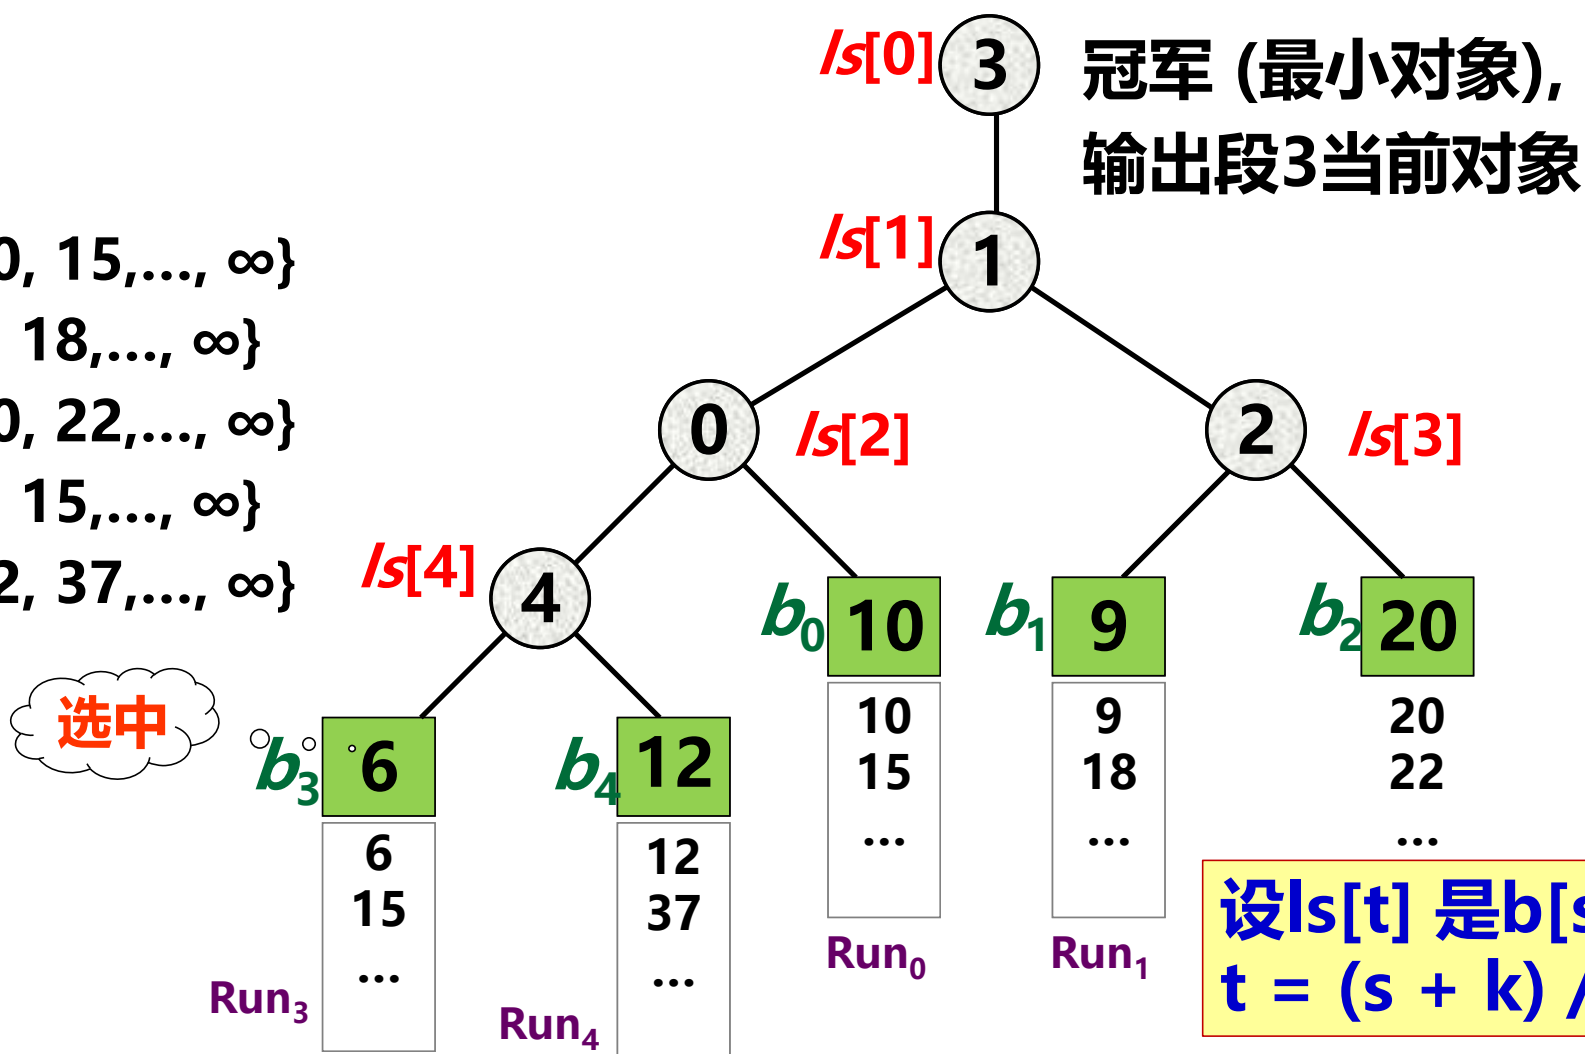 ls[0]
3
冠军 (最小对象),
输出段3当前对象
ls[1]
1
0, 15,…, ∞}
18,…, ∞}
0, 22,…, ∞}
15,…, ∞}
2, 37,…, ∞}
0
ls[2]
2
ls[3]
ls[4]
4
b0
10
b1
9
b2
20
选中
b3
6
b4
12
10
15
…
Run0
9
18
…
Run1
20
22
…
6
15
…
Run3
12
37
…
Run4
设ls[t] 是b[s
t = (s + k) /